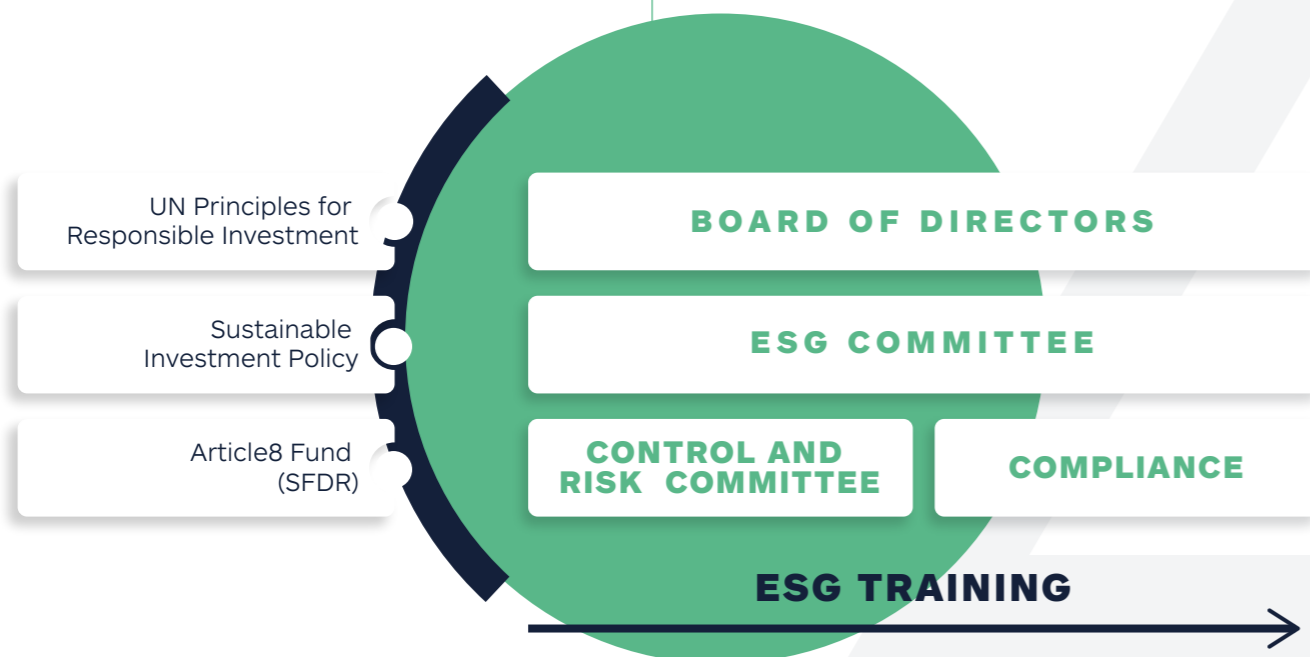 UN Principles for
Responsible Investment
BOARD OF DIRECTORS
Sustainable
Investment Policy
ESG COMMITTEE
Article8 Fund
(SFDR)
CONTROL AND
RISK COMMITTEE
COMPLIANCE
ESG TRAINING